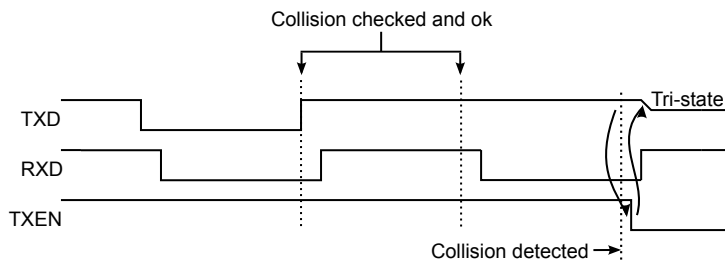 Collision checked and ok
Tri-state
TXD
RXD
TXEN
Collision detected